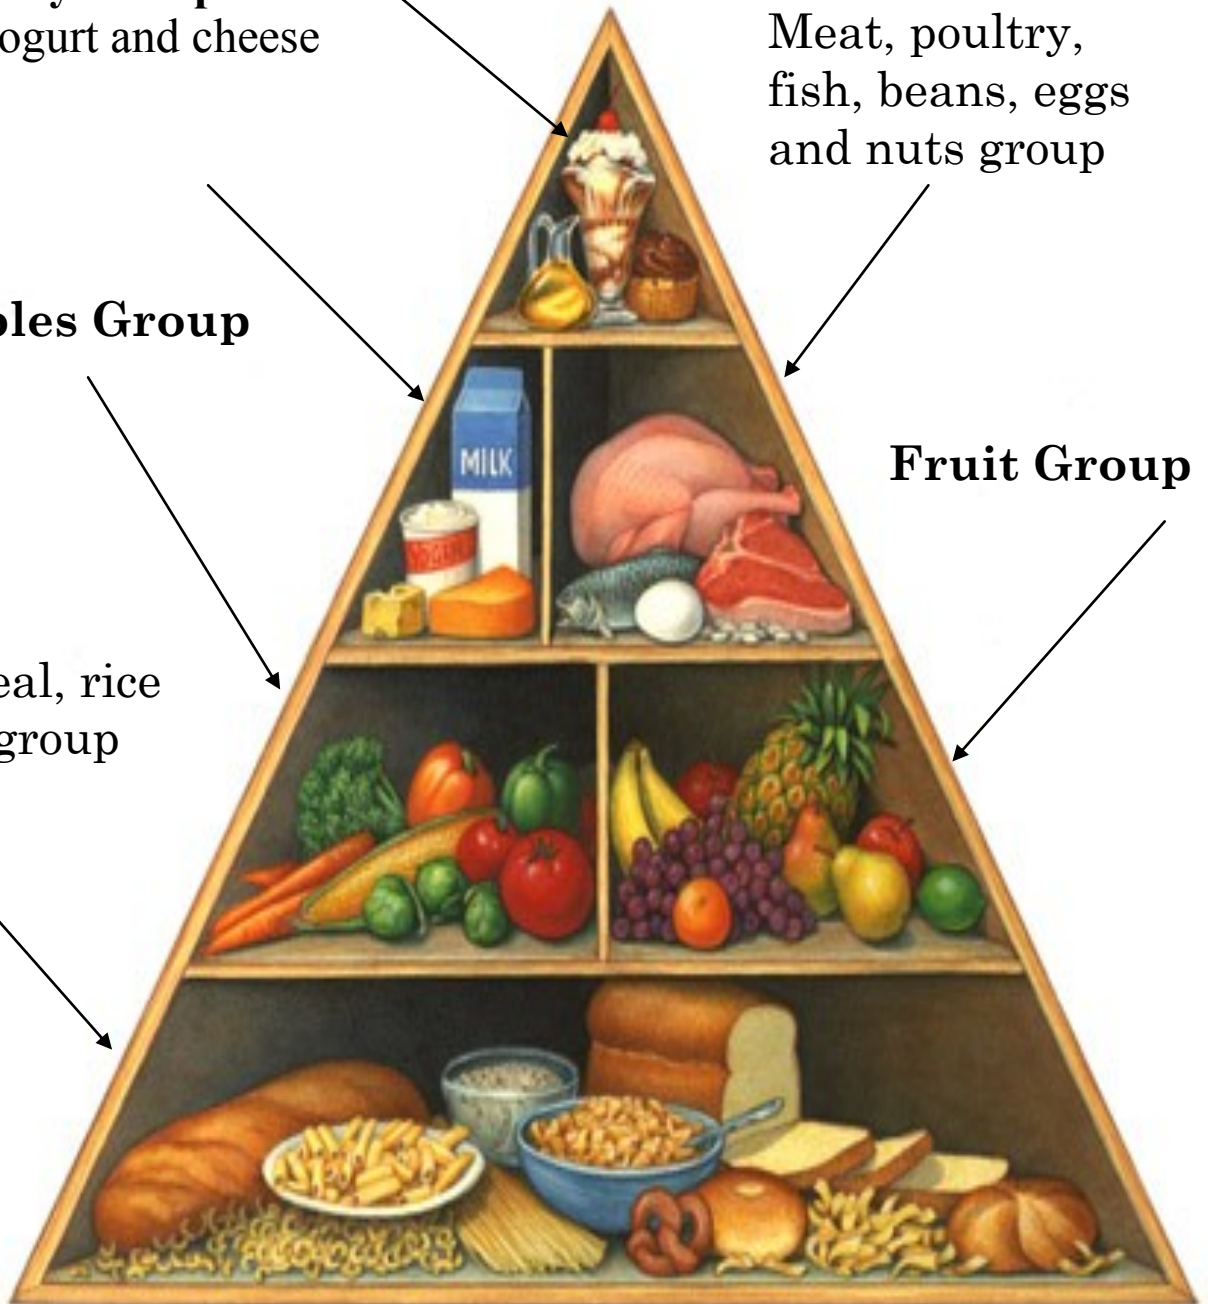 ogurt and cheese
Meat, poultry,
fish, beans, eggs
and nuts group
bles Group
MILK
Fruit Group
eal, rice
group